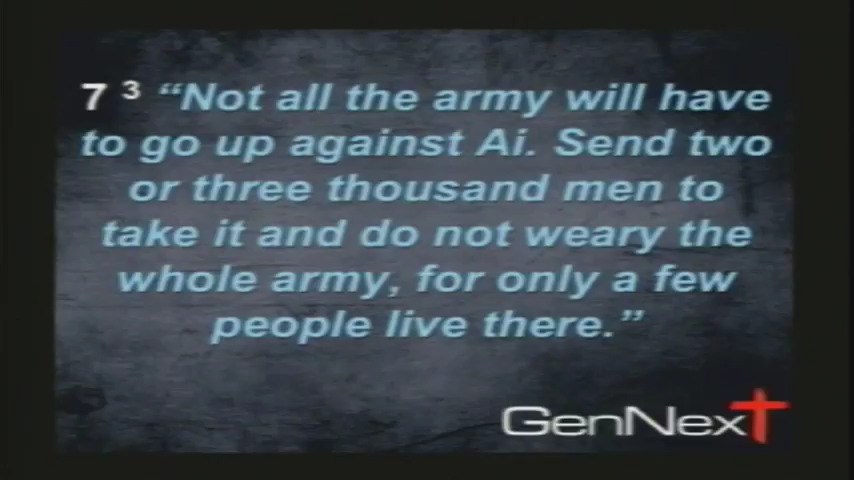 7 3 “Not all the army will have
to go up against Ai. Send two
or three thousand men to
take it and do not weary the
whole army, for only a few
people live there.”
GenNext